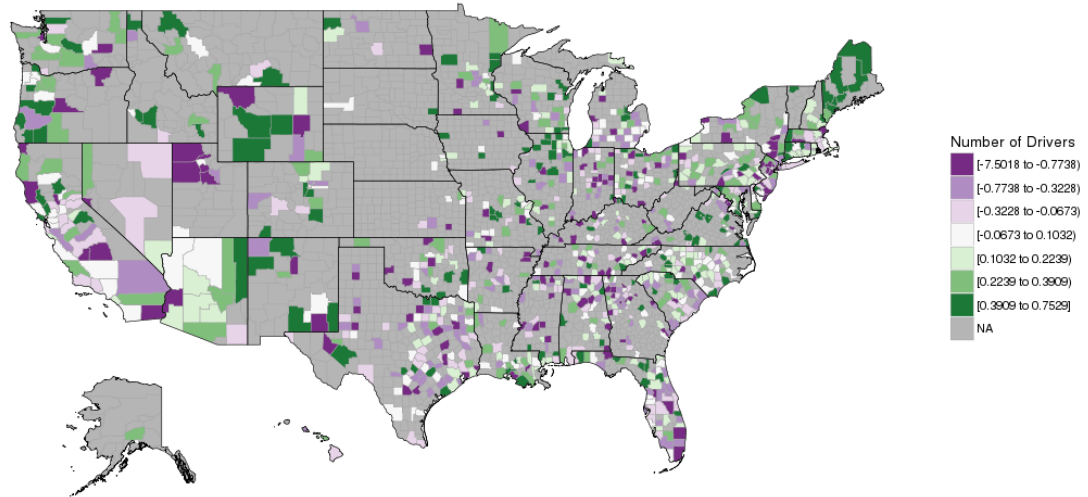 Number of Drivers
[-7.5018 to -0.7738)
[-0.7738 to -0.3228)
[-0.3228 to -0.0673)
[-0.0673 to 0.1032)
[0.1032 to 0.2239)
[0.2239 to 0.3909)
[0.3909 to 0.7529]
NA